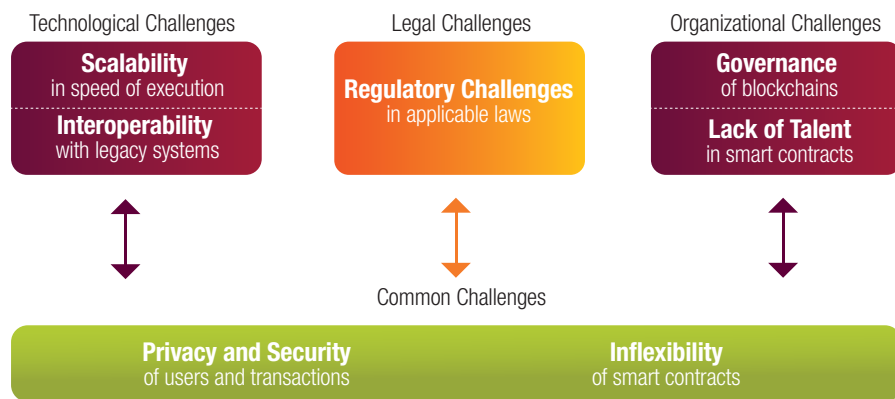 Technological Challenges
Scalability
in speed of execution
Interoperability
with legacy systems
Legal Challenges
Regulatory Challenges
in applicable laws
Organizational Challenges
Governance
of blockchains
Lack of Talent
in smart contracts
Common Challenges
Privacy and Security
of users and transactions
Inflexibility
of smart contracts